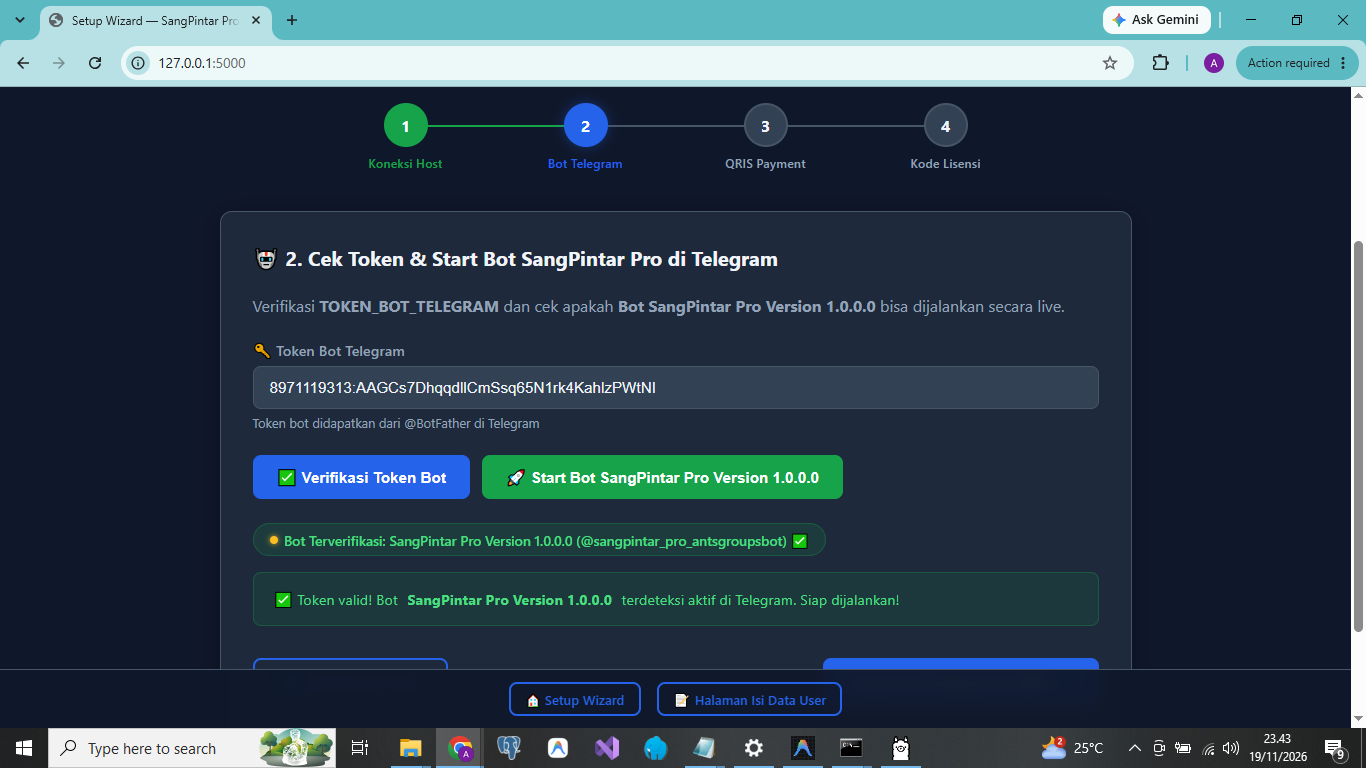 Setup Wizard — SangPintar Pro
Ask Gemini
127.0.0.1:5000
A
Action required
1
2
3
4
Koneksi Host
Bot Telegram
QRIS Payment
Kode Lisensi
2. Cek Token & Start Bot SangPintar Pro di Telegram
Verifikasi TOKEN_BOT_TELEGRAM dan cek apakah Bot SangPintar Pro Version 1.0.0.0 bisa dijalankan secara live.
Token Bot Telegram
8971119313:AAGCs7DhqqdllCmSsq65N1rk4KahlzPWtNI
Token bot didapatkan dari @BotFather di Telegram
✅ Verifikasi Token Bot
🚀 Start Bot SangPintar Pro Version 1.0.0.0
Bot Terverifikasi: SangPintar Pro Version 1.0.0.0 (@sangpintar_pro_antsgroupsbot) ✅
✅ Token valid! Bot SangPintar Pro Version 1.0.0.0 terdeteksi aktif di Telegram. Siap dijalankan!
Setup Wizard
Halaman Isi Data User
Type here to search
A
2
25°C
23.43
19/11/2026
9